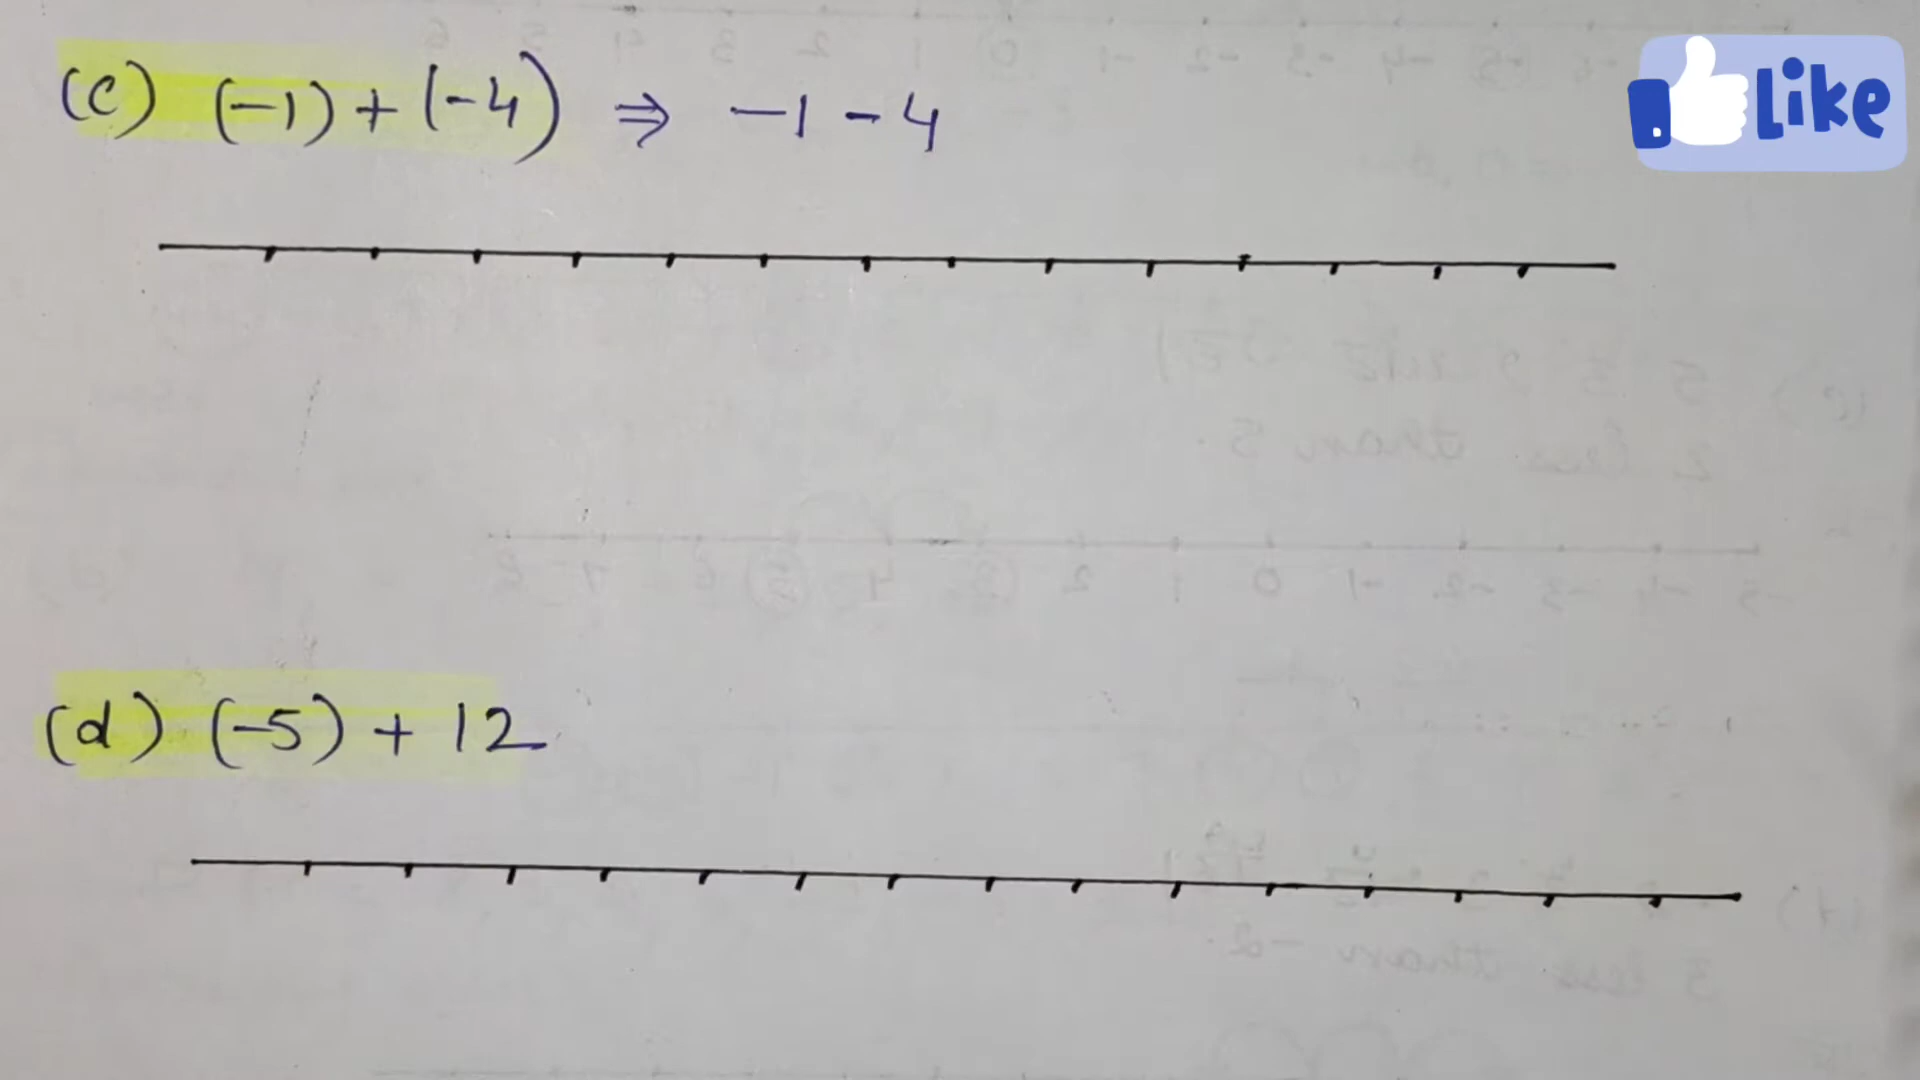 (c) (-1) + (-4) ⇒ -1 - 4
Like
(d) (-5) + 12